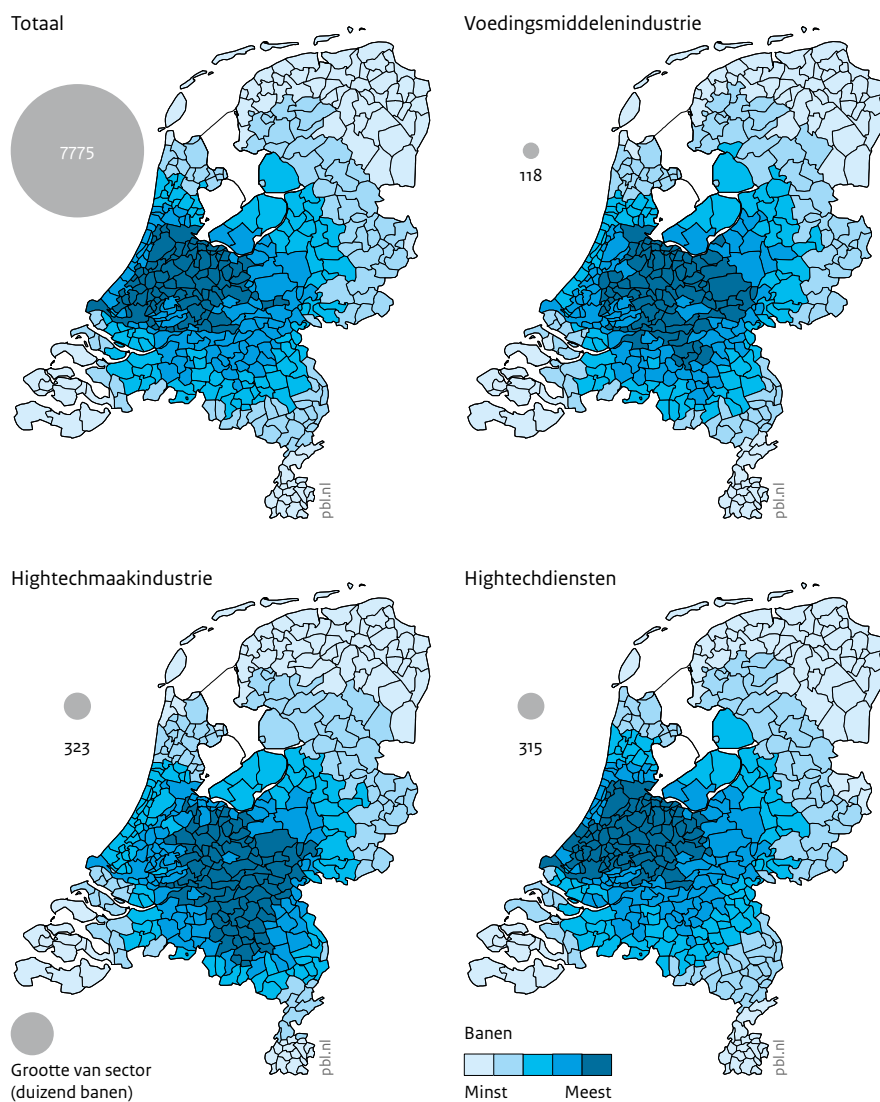 Totaal
7775
pbl.nl
Voedingsmiddelenindustrie
118
pbl.nl
Hightechmaakindustrie
323
pbl.nl
Grootte van sector
(duizend banen)
Hightechdiensten
315
pbl.nl
Banen
Minst Meest